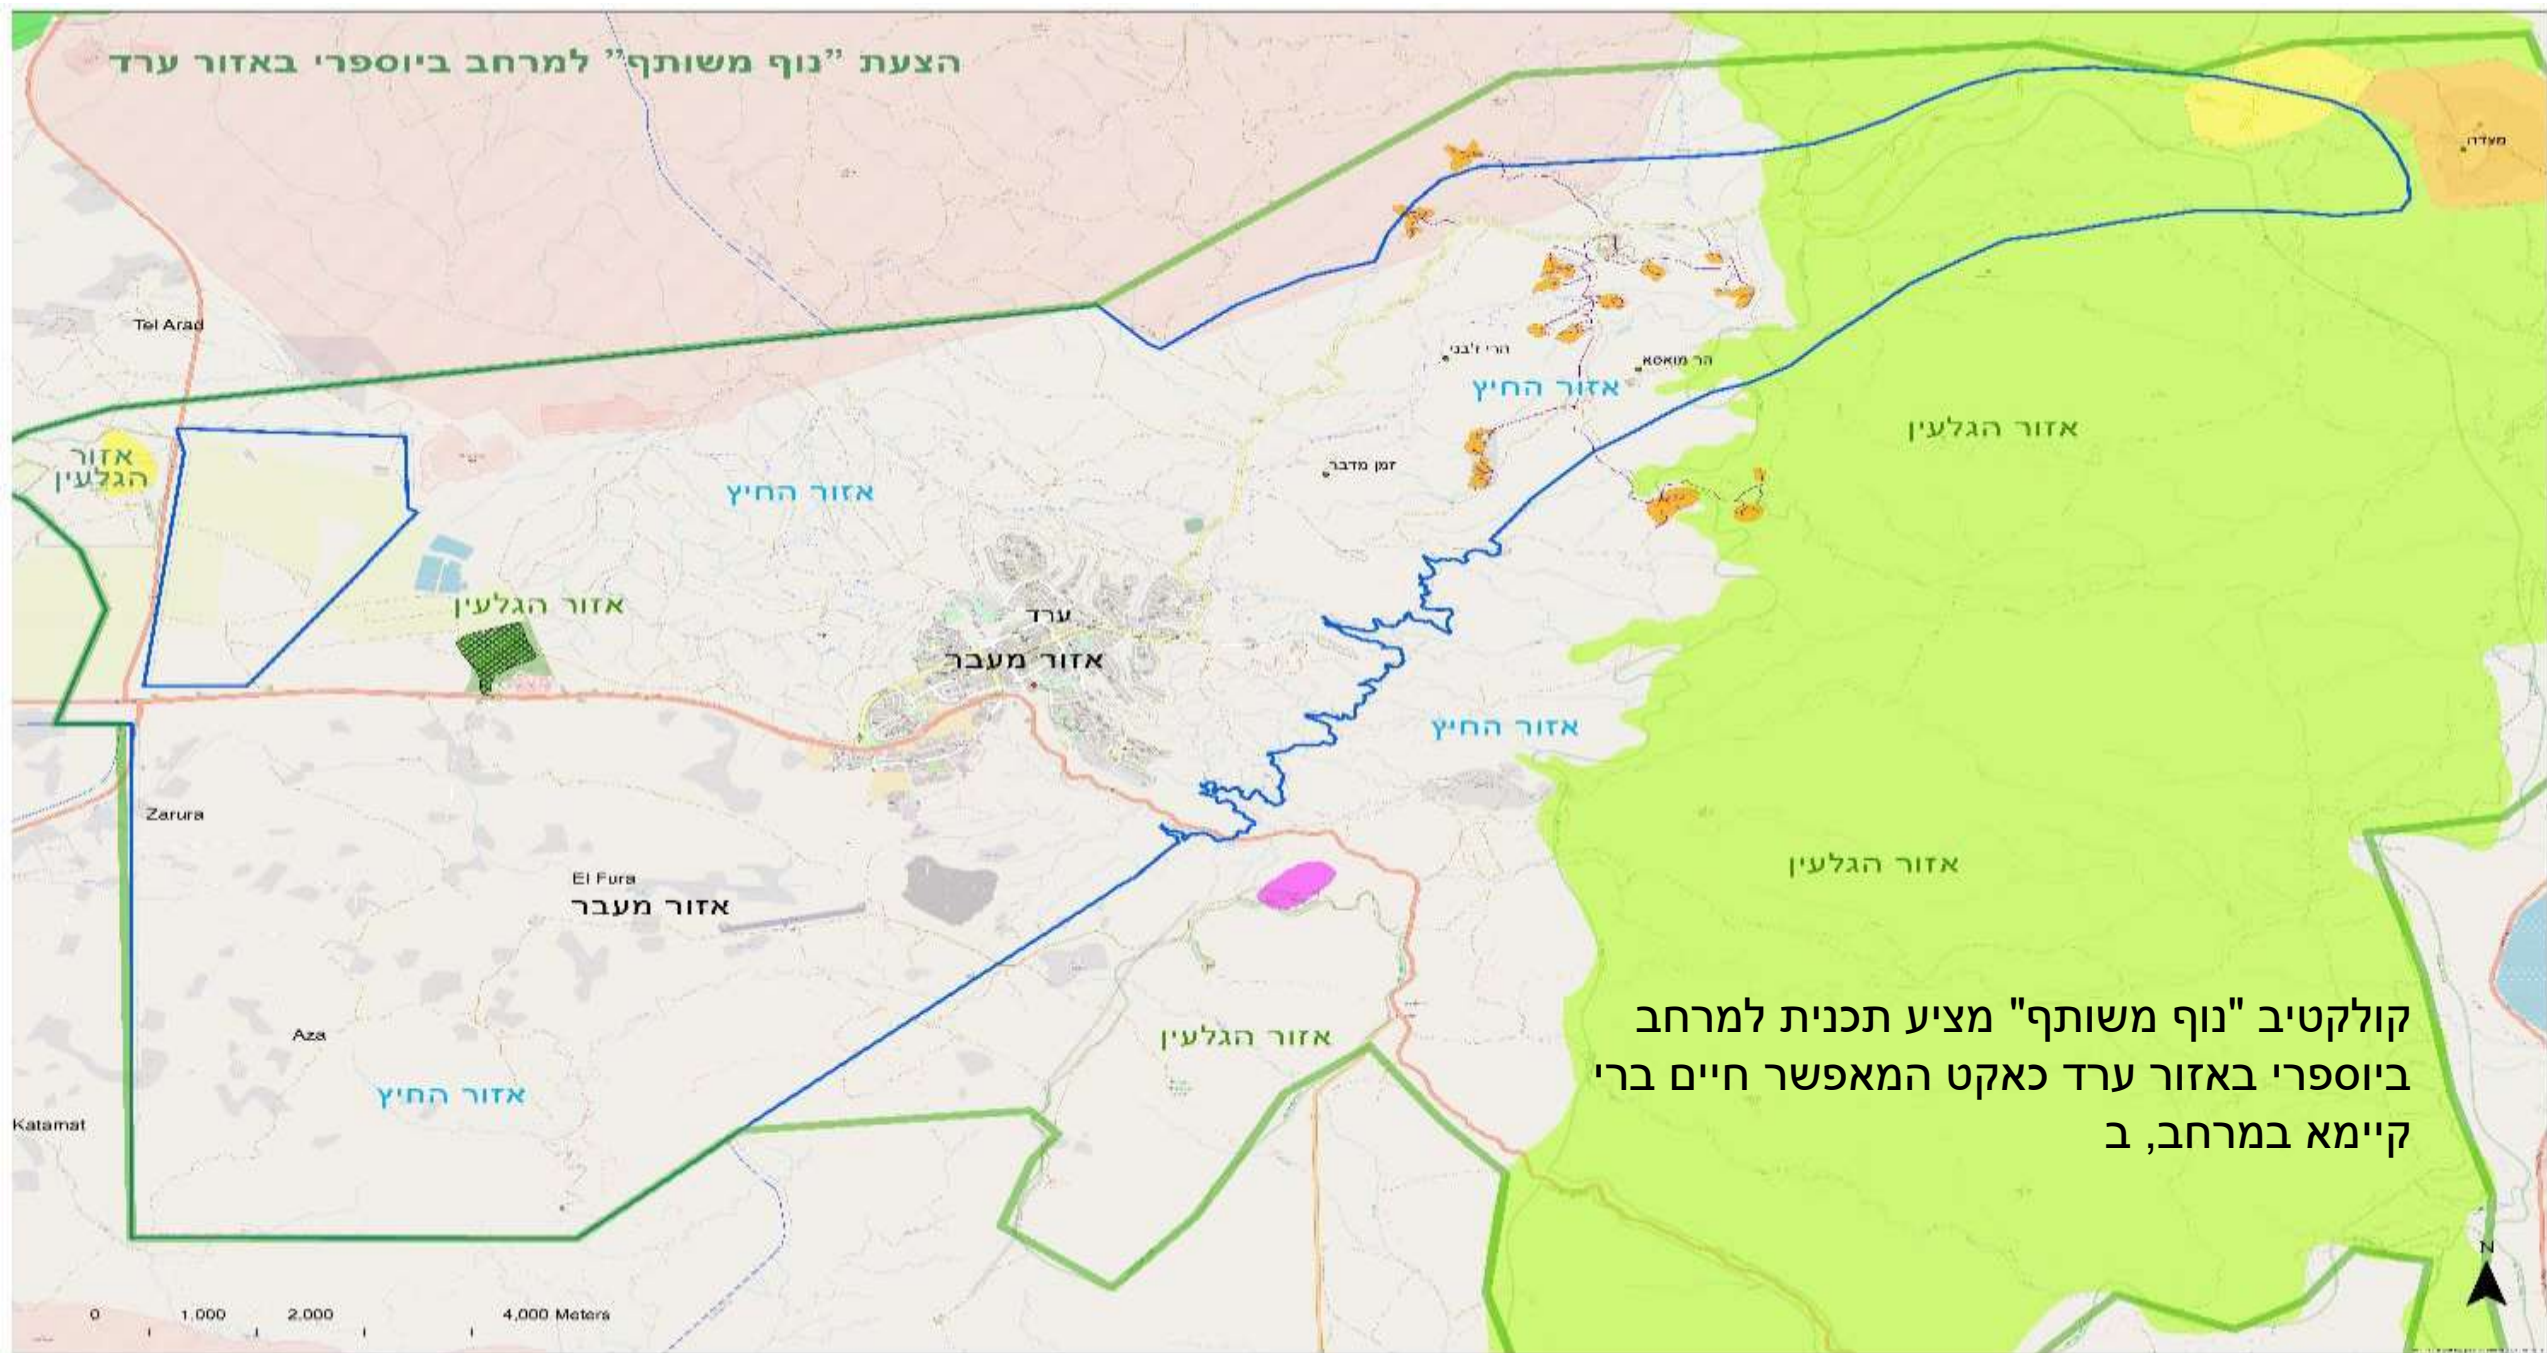 הצעת ”נוף משותף” למרחב ביוספרי באזור ערד
מצדה
Tel Arad
הרי ז'בני
הר מואסא
אזור החיץ
אזור הגלעין
אזור
הגלעין
זמן מדבר
אזור החיץ
אזור הגלעין
ערד
אזור מעבר
אזור החיץ
Zarura
El Fura
אזור מעבר
אזור הגלעין
Aza
אזור הגלעין
אזור החיץ
Katamat
קולקטיב "נוף משותף" מציע תכנית למרחב
ביוספרי באזור ערד כאקט המאפשר חיים ברי
קיימא במרחב, ב
N
0 1,000 2,000 4,000 Meters